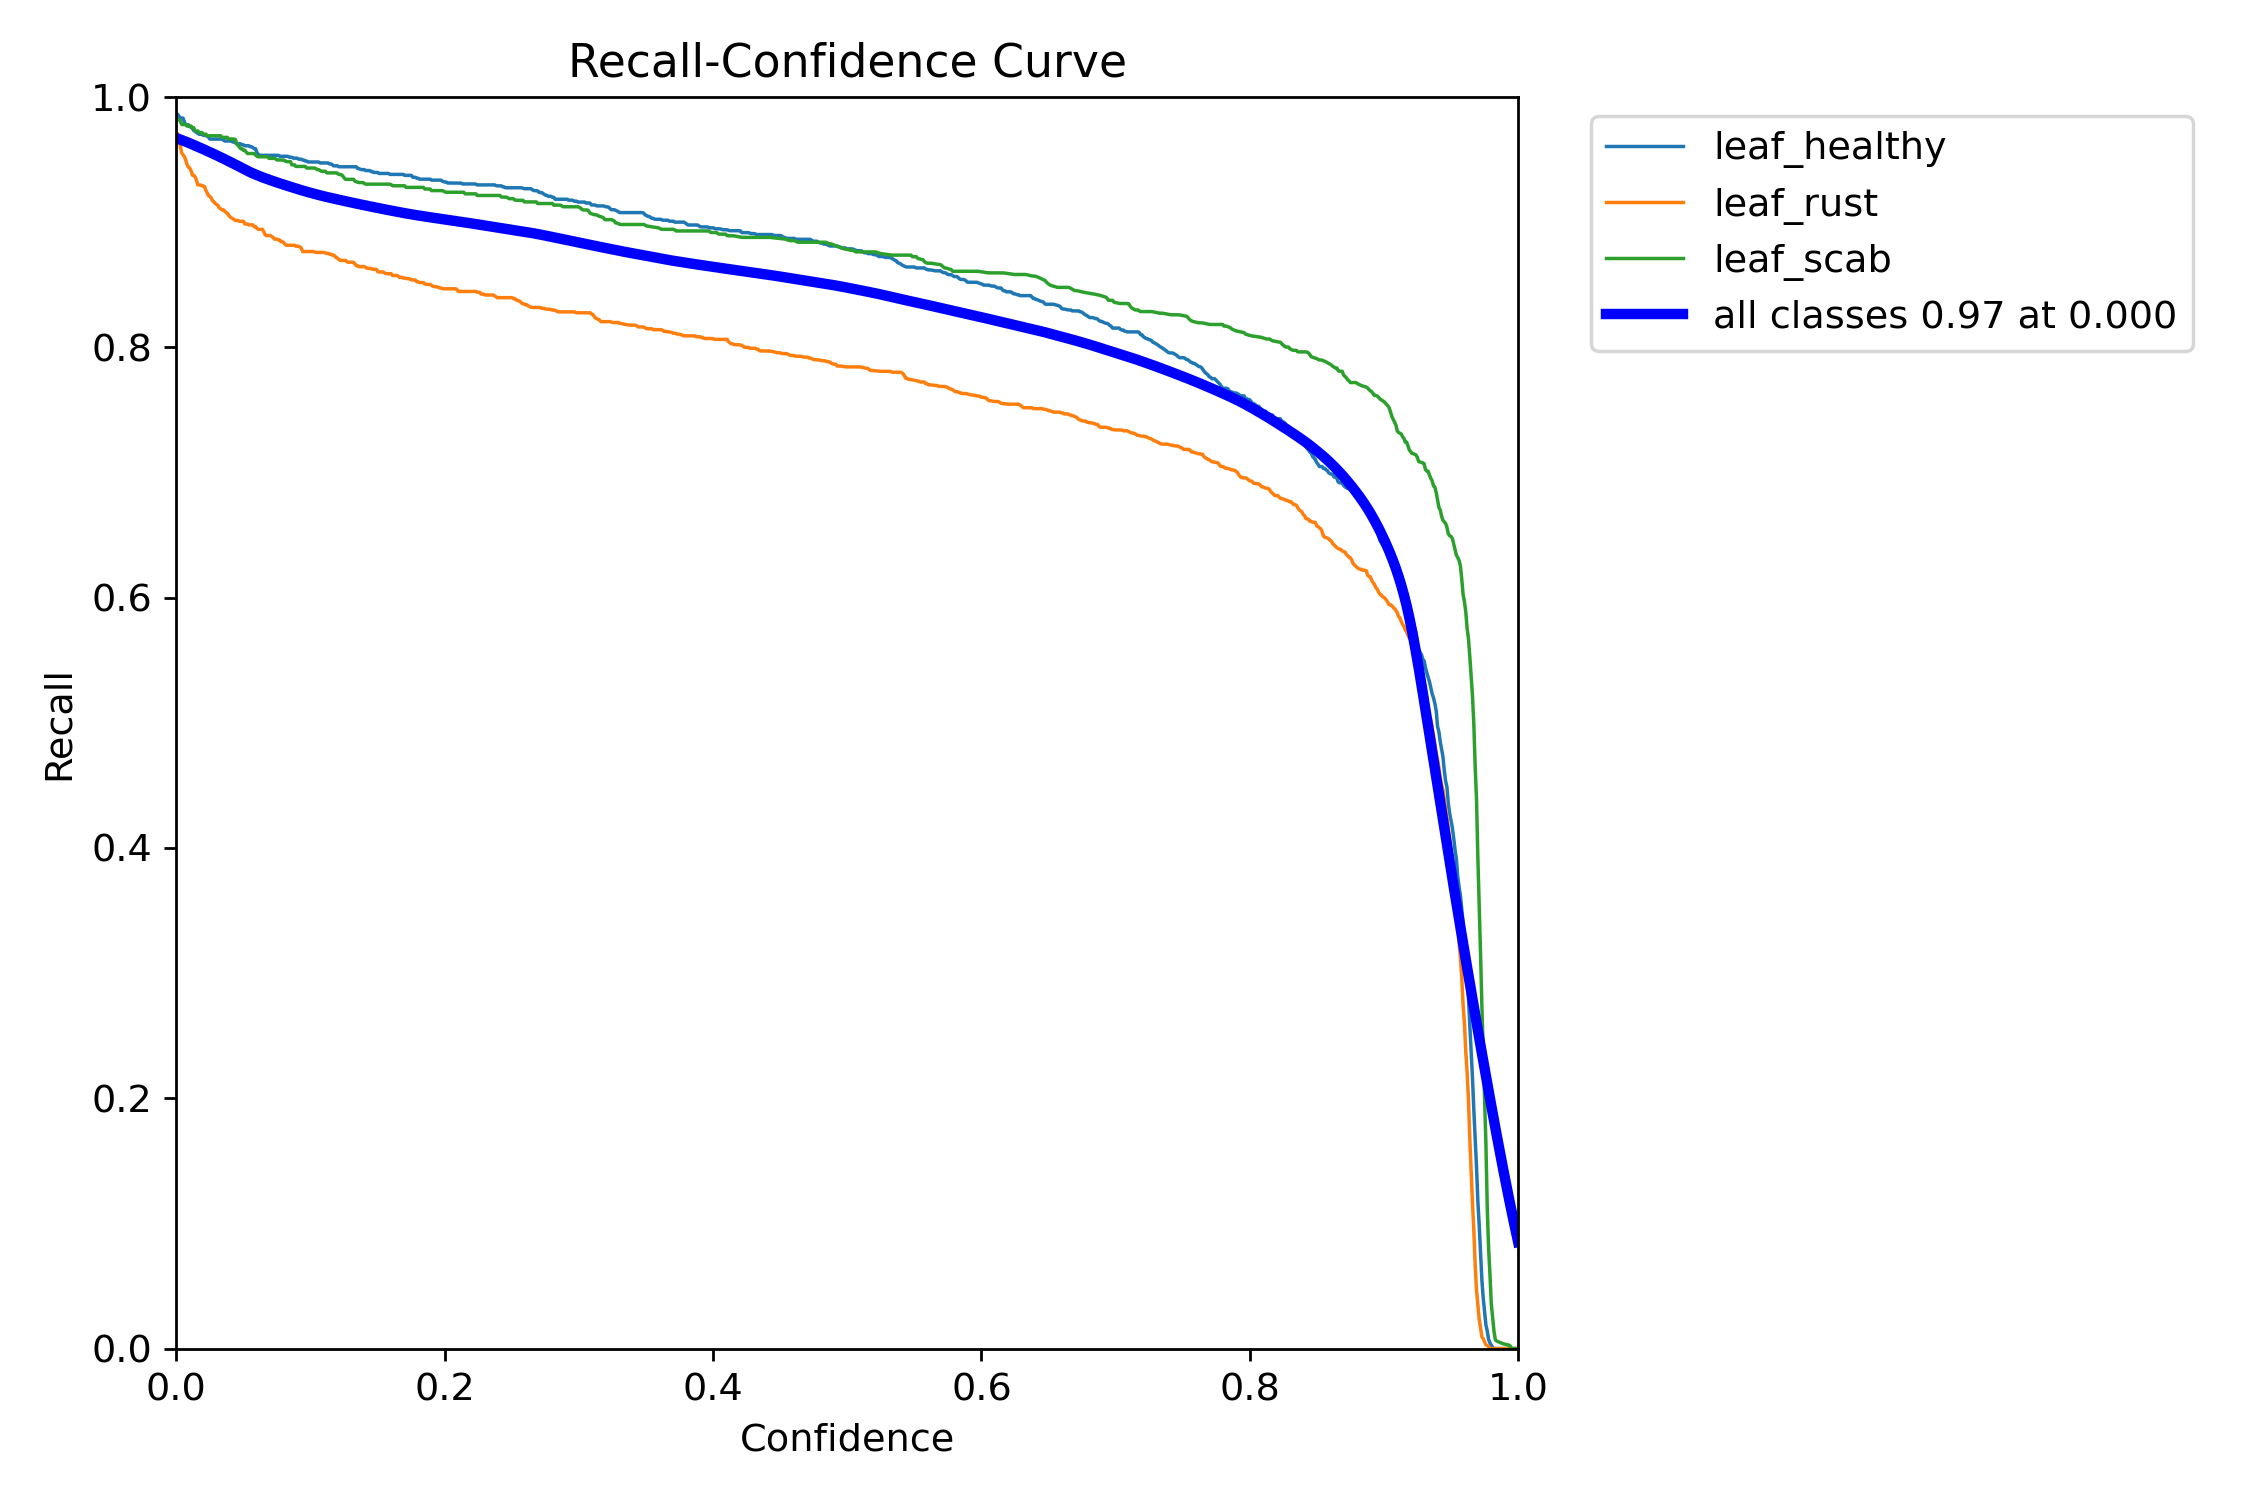 Recall-Confidence Curve
1.0
0.8
0.6
0.4
0.2
0.0
Recall
0.0 0.2 0.4 0.6 0.8 1.0
Confidence
leaf_healthy
leaf_rust
leaf_scab
all classes 0.97 at 0.000